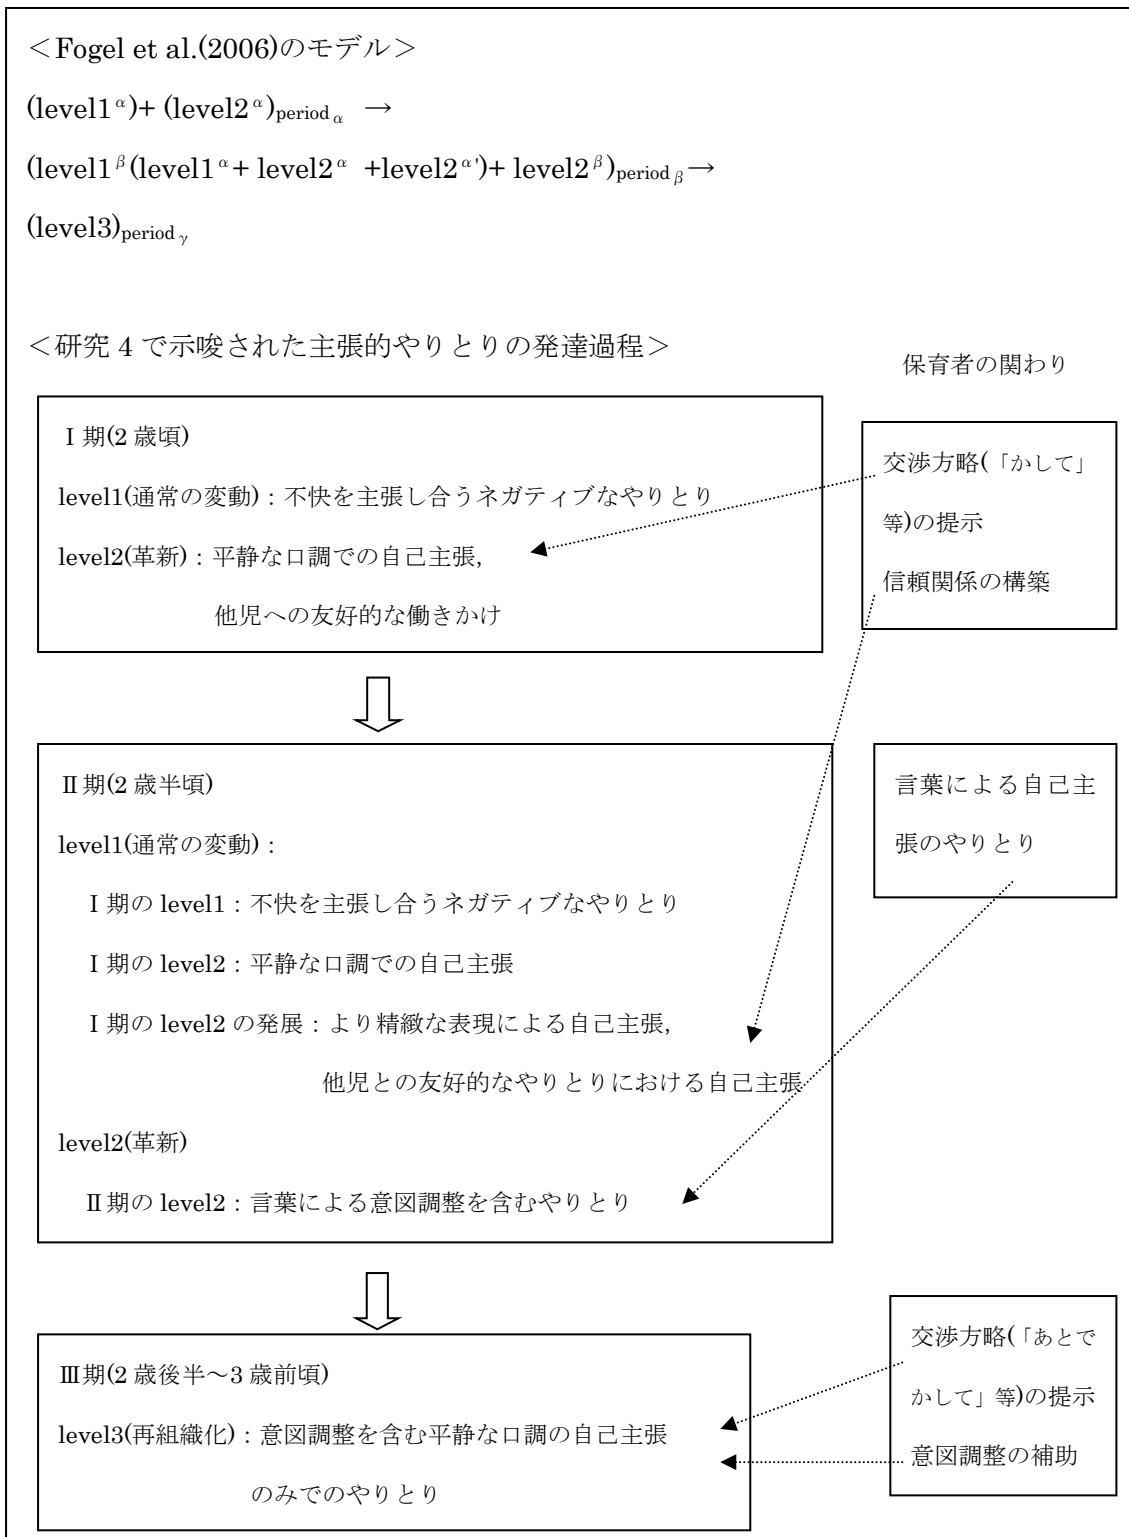 ＜Fogel et al.(2006)のモデル＞
(level1^α)+ (level2^α)_period_α →
(level1^β(level1^α+ level2^α +level2^α')+ level2^β)_period_β→
(level3)_period_γ
＜研究 4 で示唆された主張的やりとりの発達過程＞
保育者の関わり
Ⅰ期(2 歳頃)
level1(通常の変動)：不快を主張し合うネガティブなやりとり
level2(革新)：平静な口調での自己主張,
他児への友好的な働きかけ
交渉方略(「かして」
等)の提示
信頼関係の構築
Ⅱ期(2 歳半頃)
level1(通常の変動)：
Ⅰ期の level1：不快を主張し合うネガティブなやりとり
Ⅰ期の level2：平静な口調での自己主張
Ⅰ期の level2 の発展：より精緻な表現による自己主張,
他児との友好的なやりとりにおける自己主張
level2(革新)
Ⅱ期の level2：言葉による意図調整を含むやりとり
言葉による自己主
張のやりとり
Ⅲ期(2 歳後半～3 歳前頃)
level3(再組織化)：意図調整を含む平静な口調の自己主張
のみでのやりとり
交渉方略(「あとで
かして」等)の提示
意図調整の補助